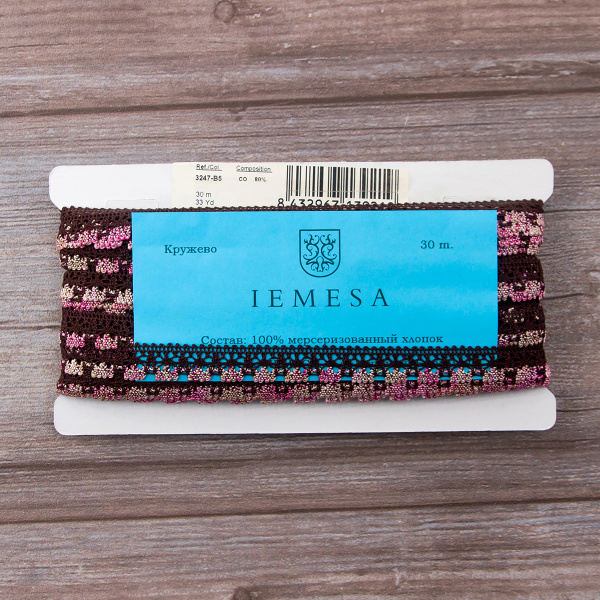 Ref./Col. Composition
3247-B5 CO 80%
30 m
33 Yd
Кружево 30 m.
IEMESA
Состав: 100% мерсеризованный хлопок